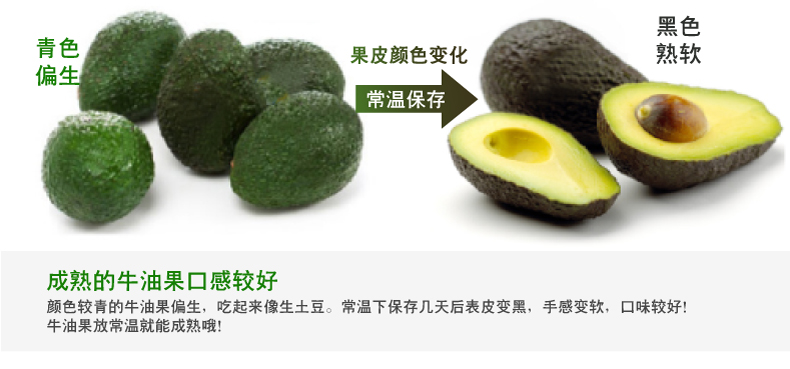 青色
偏生
果皮颜色变化
常温保存
黑色
熟软
成熟的牛油果口感较好
颜色较青的牛油果偏生，吃起来像生土豆。常温下保存几天后表皮变黑，手感变软，口味较好!
牛油果放常温就能成熟哦!